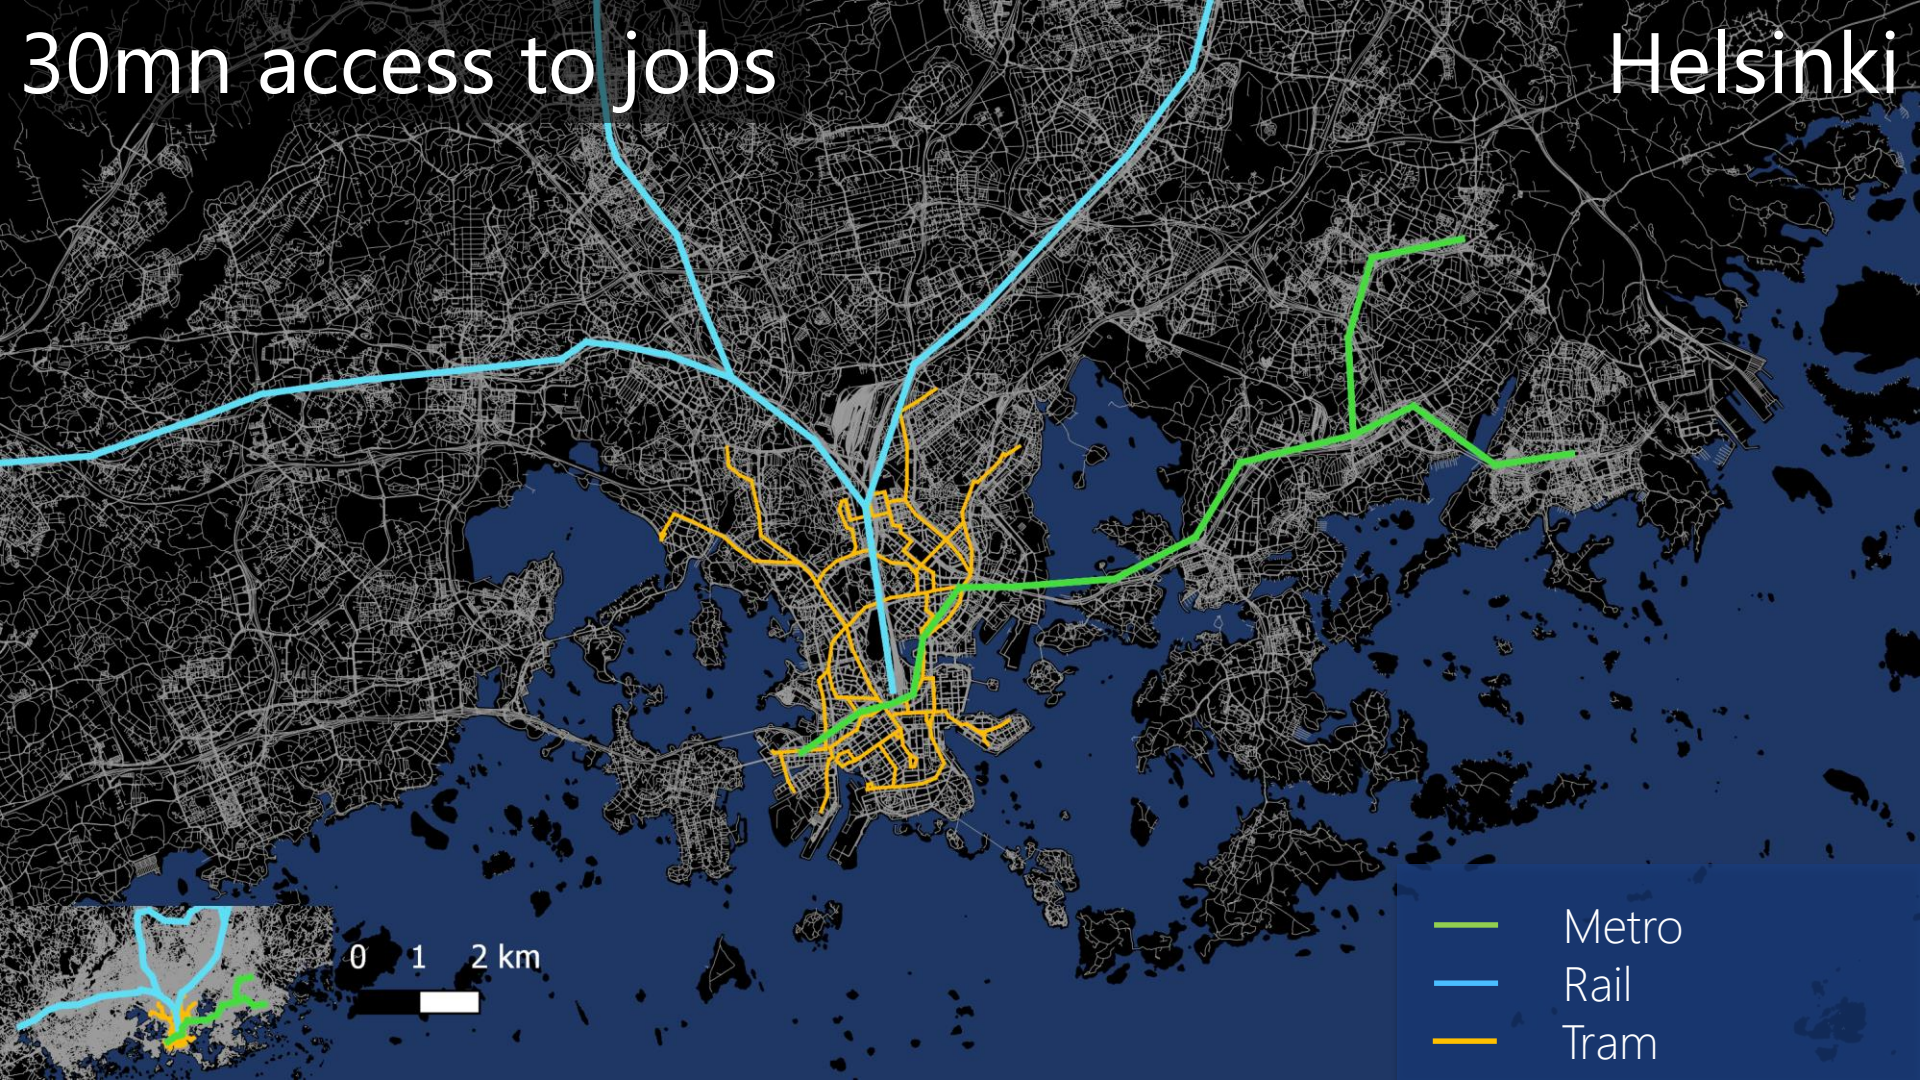 30mn access to jobs
Helsinki
0 1 2 km
Metro
Rail
Tram